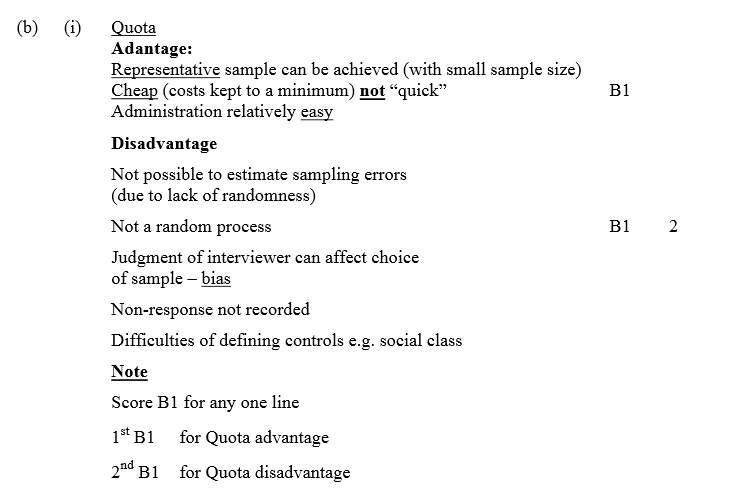 (b) (i) Quota
Adantage:
Representative sample can be achieved (with small sample size)
Cheap (costs kept to a minimum) not “quick” B1
Administration relatively easy
Disadvantage
Not possible to estimate sampling errors
(due to lack of randomness)
Not a random process B1 2
Judgment of interviewer can affect choice
of sample – bias
Non-response not recorded
Difficulties of defining controls e.g. social class
Note
Score B1 for any one line
1st B1 for Quota advantage
2nd B1 for Quota disadvantage